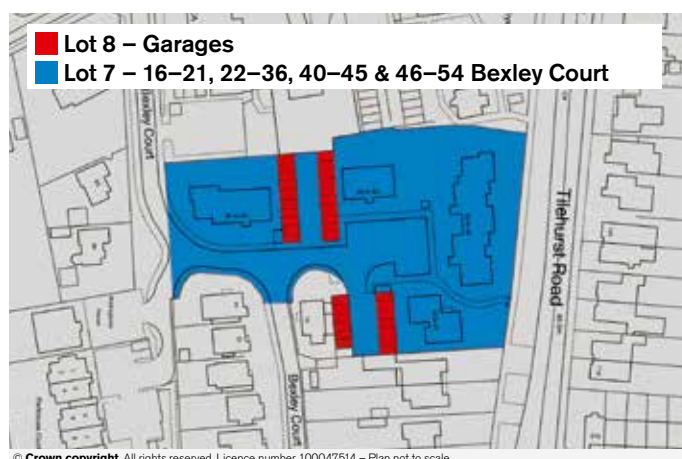 Lot 8 – Garages
Lot 7 – 16–21, 22–36, 40–45 & 46–54 Bexley Court
Bexley Court
Tilehurst Road
Bexley Court
© Crown copyright. All rights reserved. Licence number 100047514 – Plan not to scale